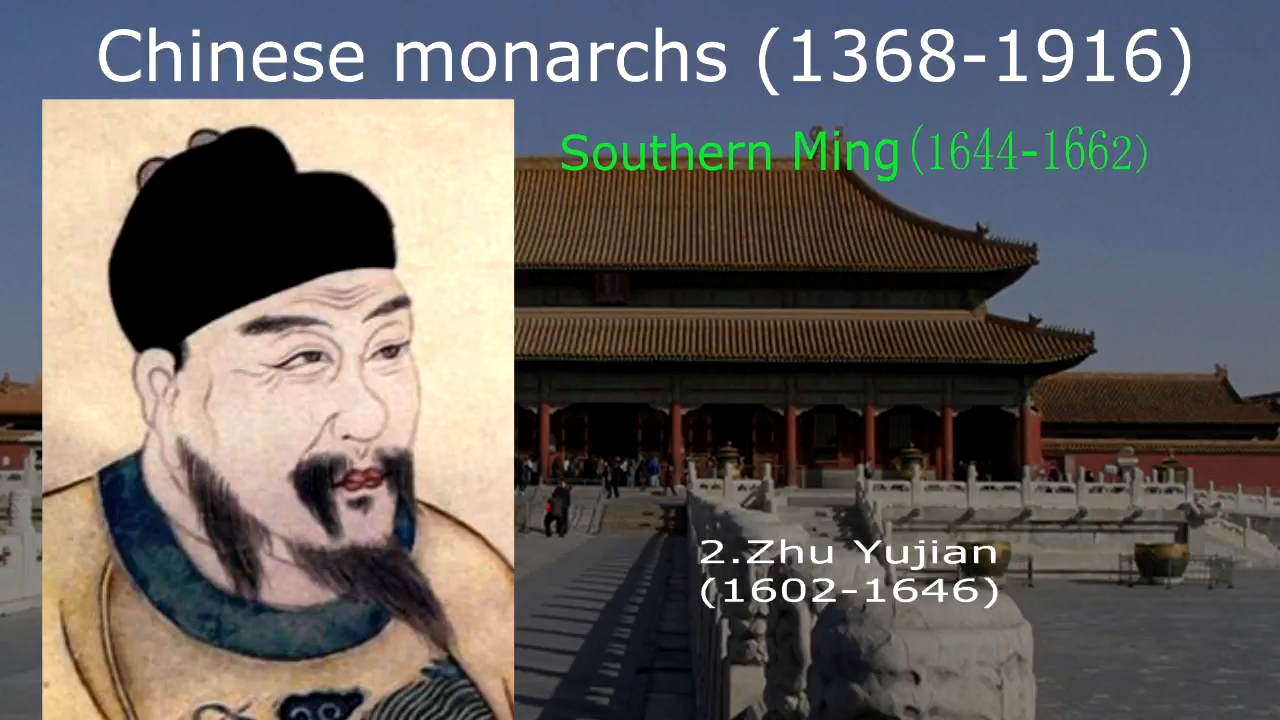 Chinese monarchs (1368-1916)
Southern Ming(1644-1662)
2.Zhu Yujian
(1602-1646)